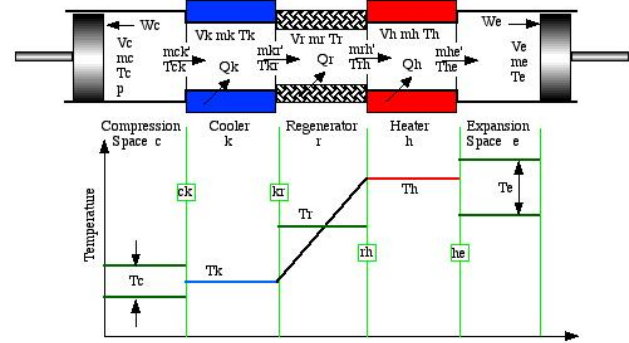 Wc
Vk mk Tk
Vr mr Tr
Vh mh Th
We
Vc
mc
Tc
p
mck'
Tck
Qk
mkr'
Tkr
Qr
mrh'
Trh
Qh
mhe'
The
Ve
me
Te
Compression
Space c
Cooler
k
Regenerator
r
Heater
h
Expansion
Space e
Temperature
ck
kr
rh
he
Tc
Tk
Tr
Th
Te